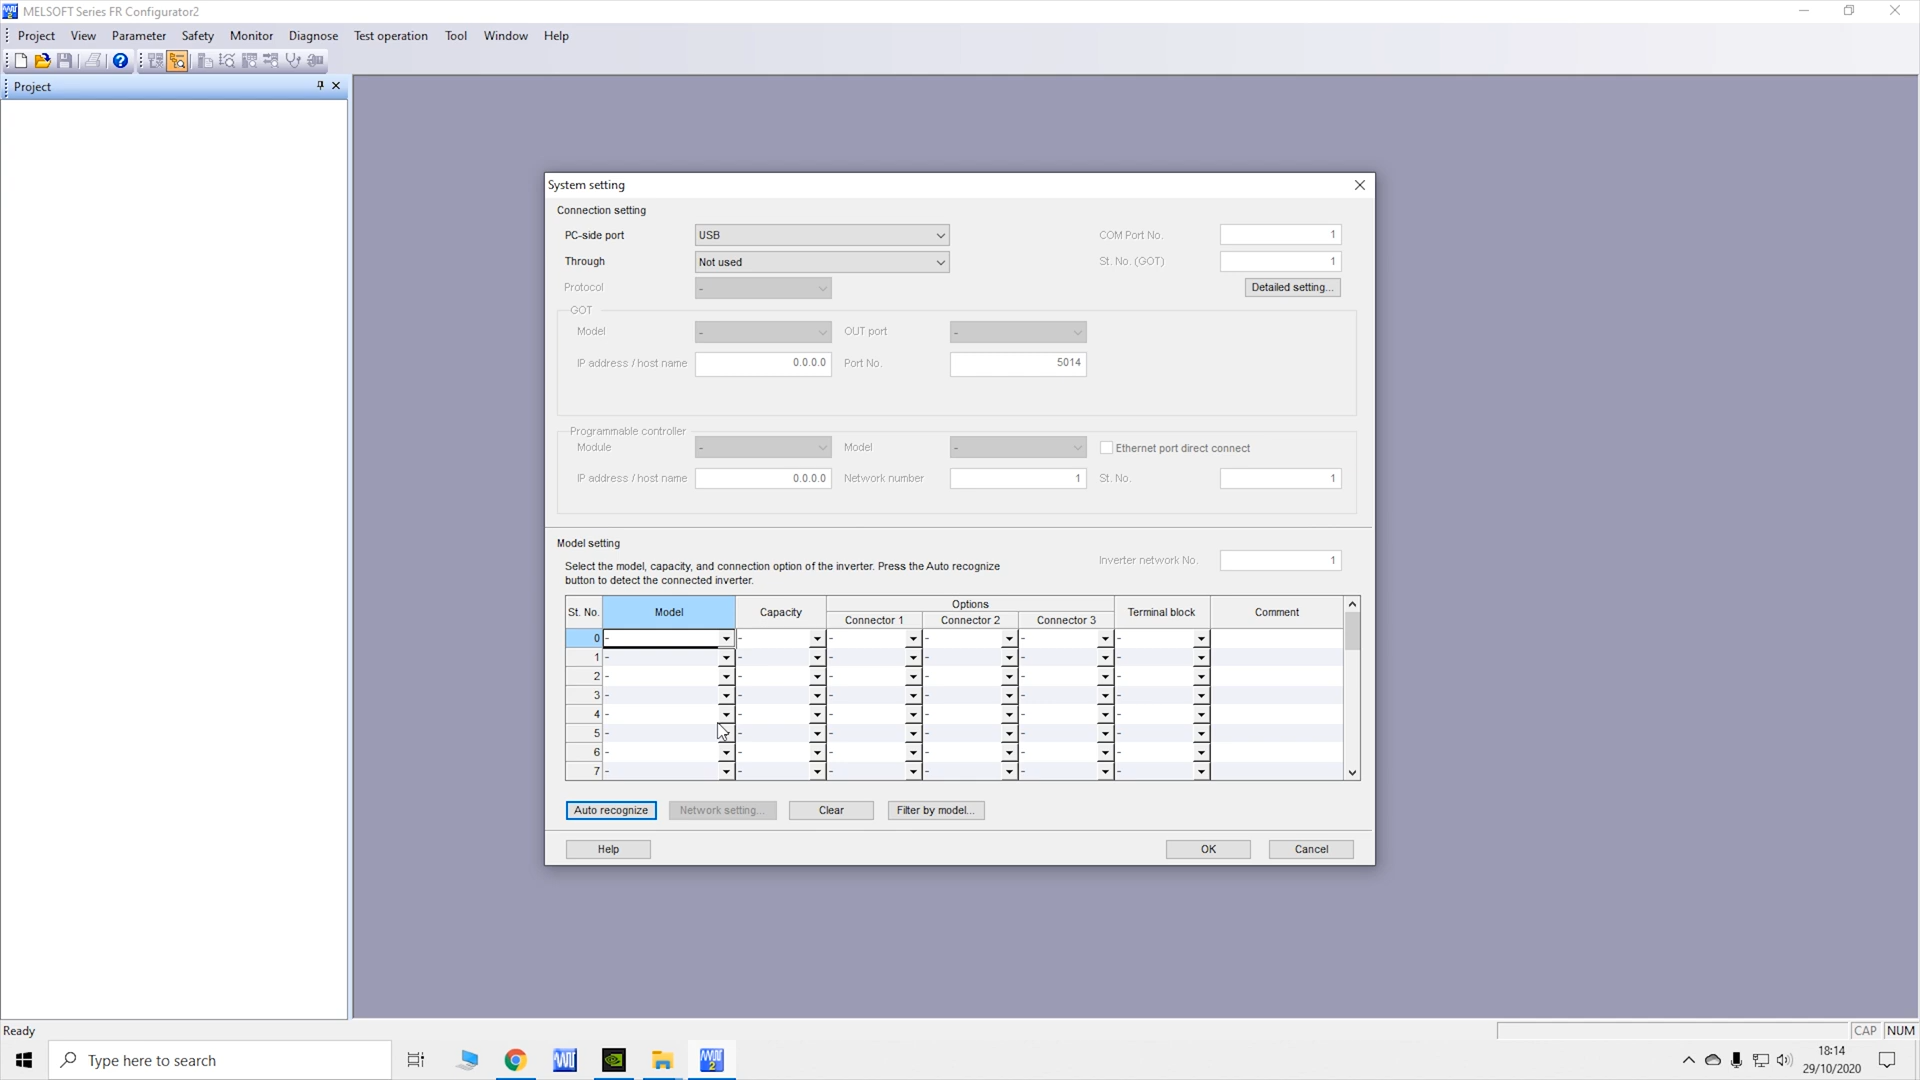 MELSOFT Series FR Configurator2
Project View Parameter Safety Monitor Diagnose Test operation Tool Window Help
Project
System setting
Connection setting
PC-side port USB COM Port No. 1
Through Not used St. No. (GOT) 1
Protocol - Detailed setting...
GOT
Model - OUT port -
IP address / host name 0.0.0.0 Port No. 5014
Programmable controller
Module - Model - Ethernet port direct connect
IP address / host name 0.0.0.0 Network number 1 St. No. 1
Model setting
Select the model, capacity, and connection option of the inverter. Press the Auto recognize
button to detect the connected inverter.
Inverter network No. 1
St. No. Model Capacity Options Terminal block Comment
Connector 1 Connector 2 Connector 3
0 - - - - - -
1 - - - - - -
2 - - - - - -
3 - - - - - -
4 - - - - - -
5 - - - - - -
6 - - - - - -
7 - - - - - -
Auto recognize Network setting... Clear Filter by model...
Help OK Cancel
Ready CAP NUM
Type here to search
18:14
29/10/2020